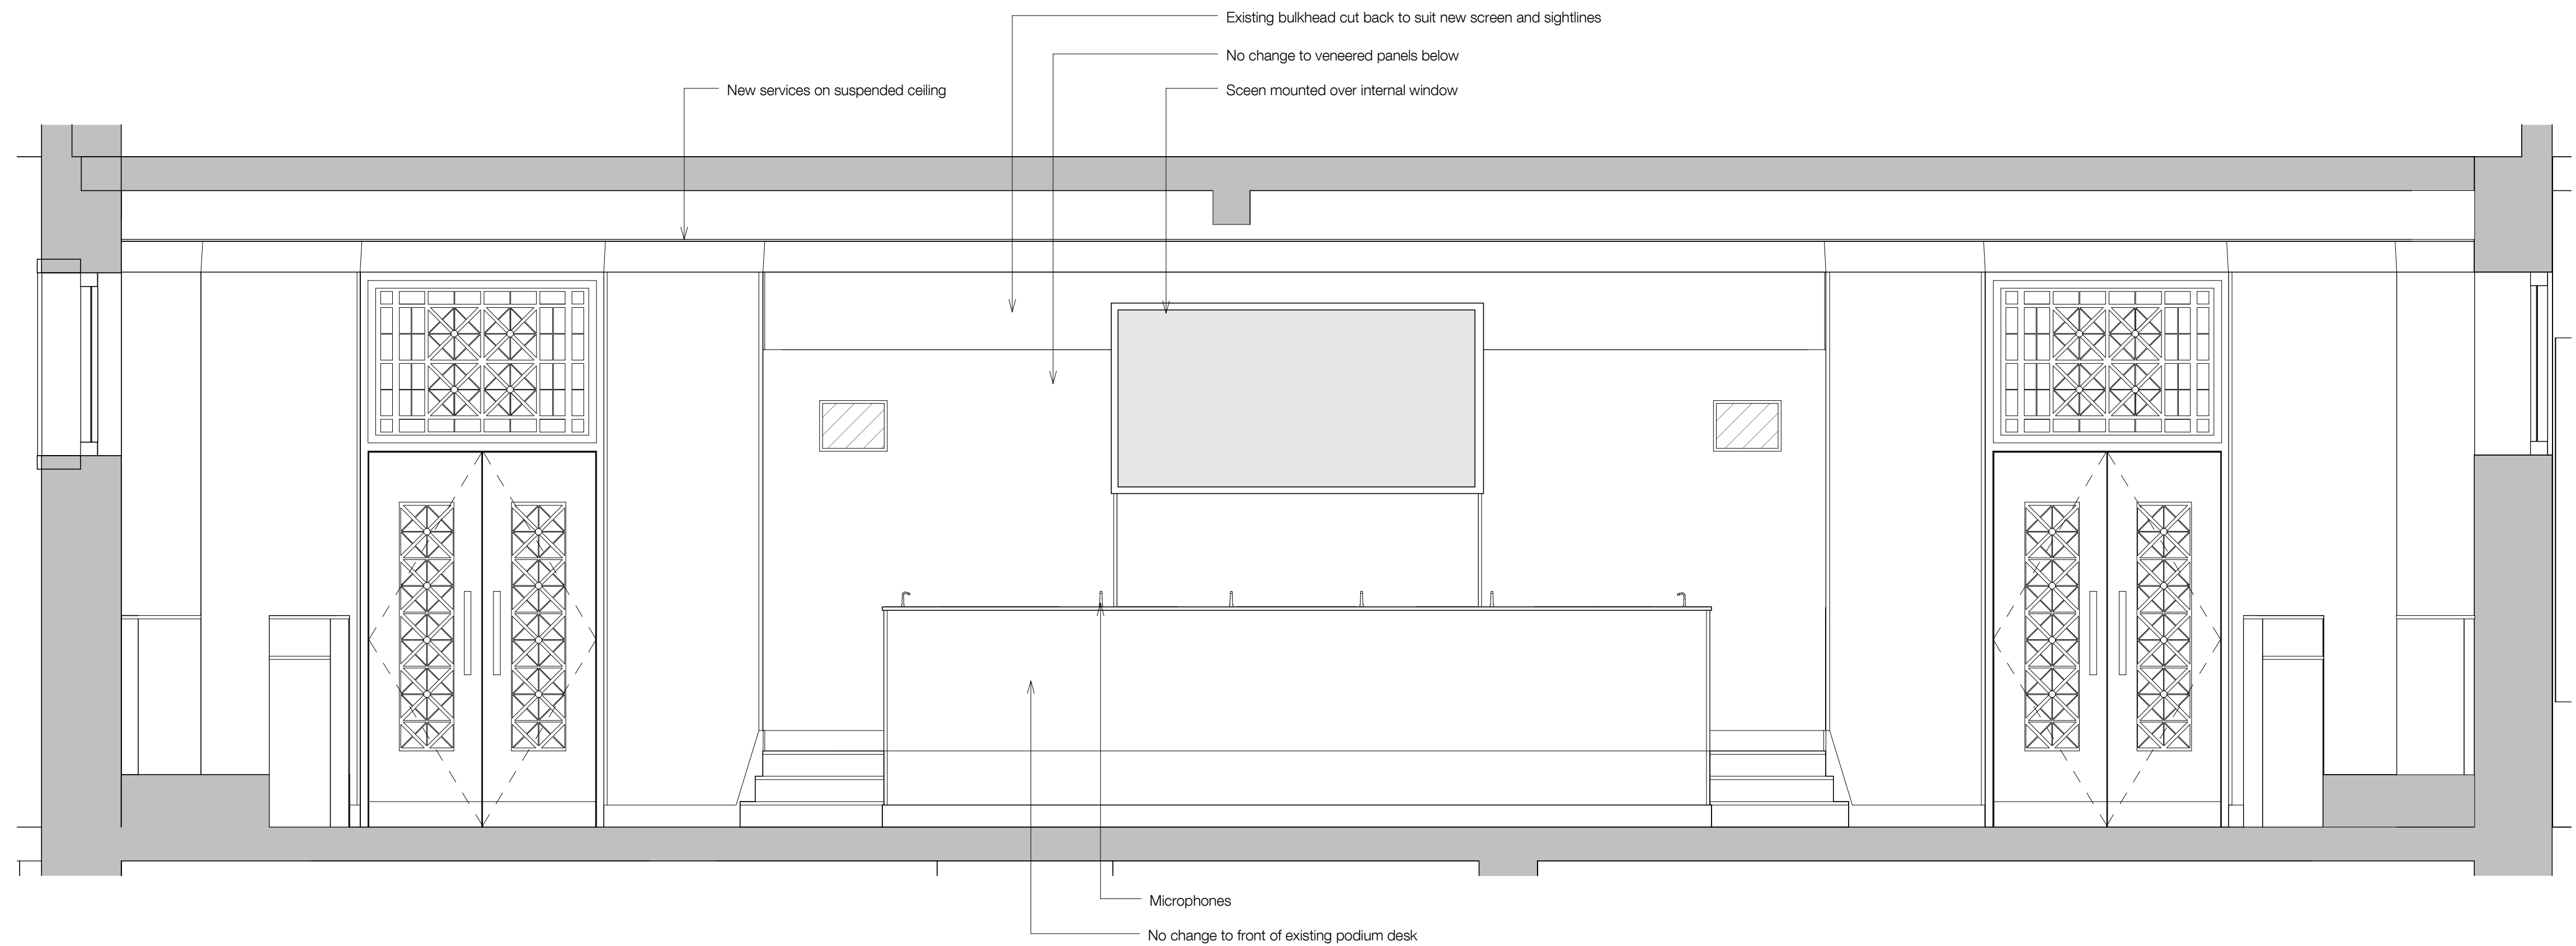 Existing bulkhead cut back to suit new screen and sightlines
No change to veneered panels below
New services on suspended ceiling
Sceen mounted over internal window
Microphones
No change to front of existing podium desk